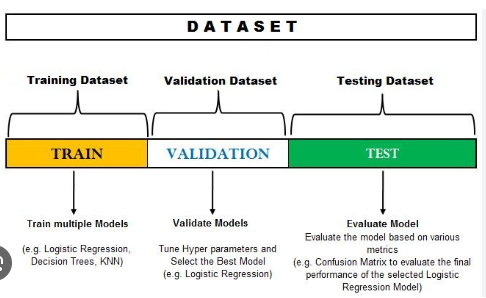 DATASET
Training Dataset
Validation Dataset
Testing Dataset
TRAIN
VALIDATION
TEST
Train multiple Models
(e.g. Logistic Regression,
Decision Trees, KNN)
Validate Models
Tune Hyper parameters and
Select the Best Model
(e.g. Logistic Regression)
Evaluate Model
Evaluate the model based on various
metrics
(e.g. Confusion Matrix to evaluate the final
performance of the selected Logistic
Regression Model)